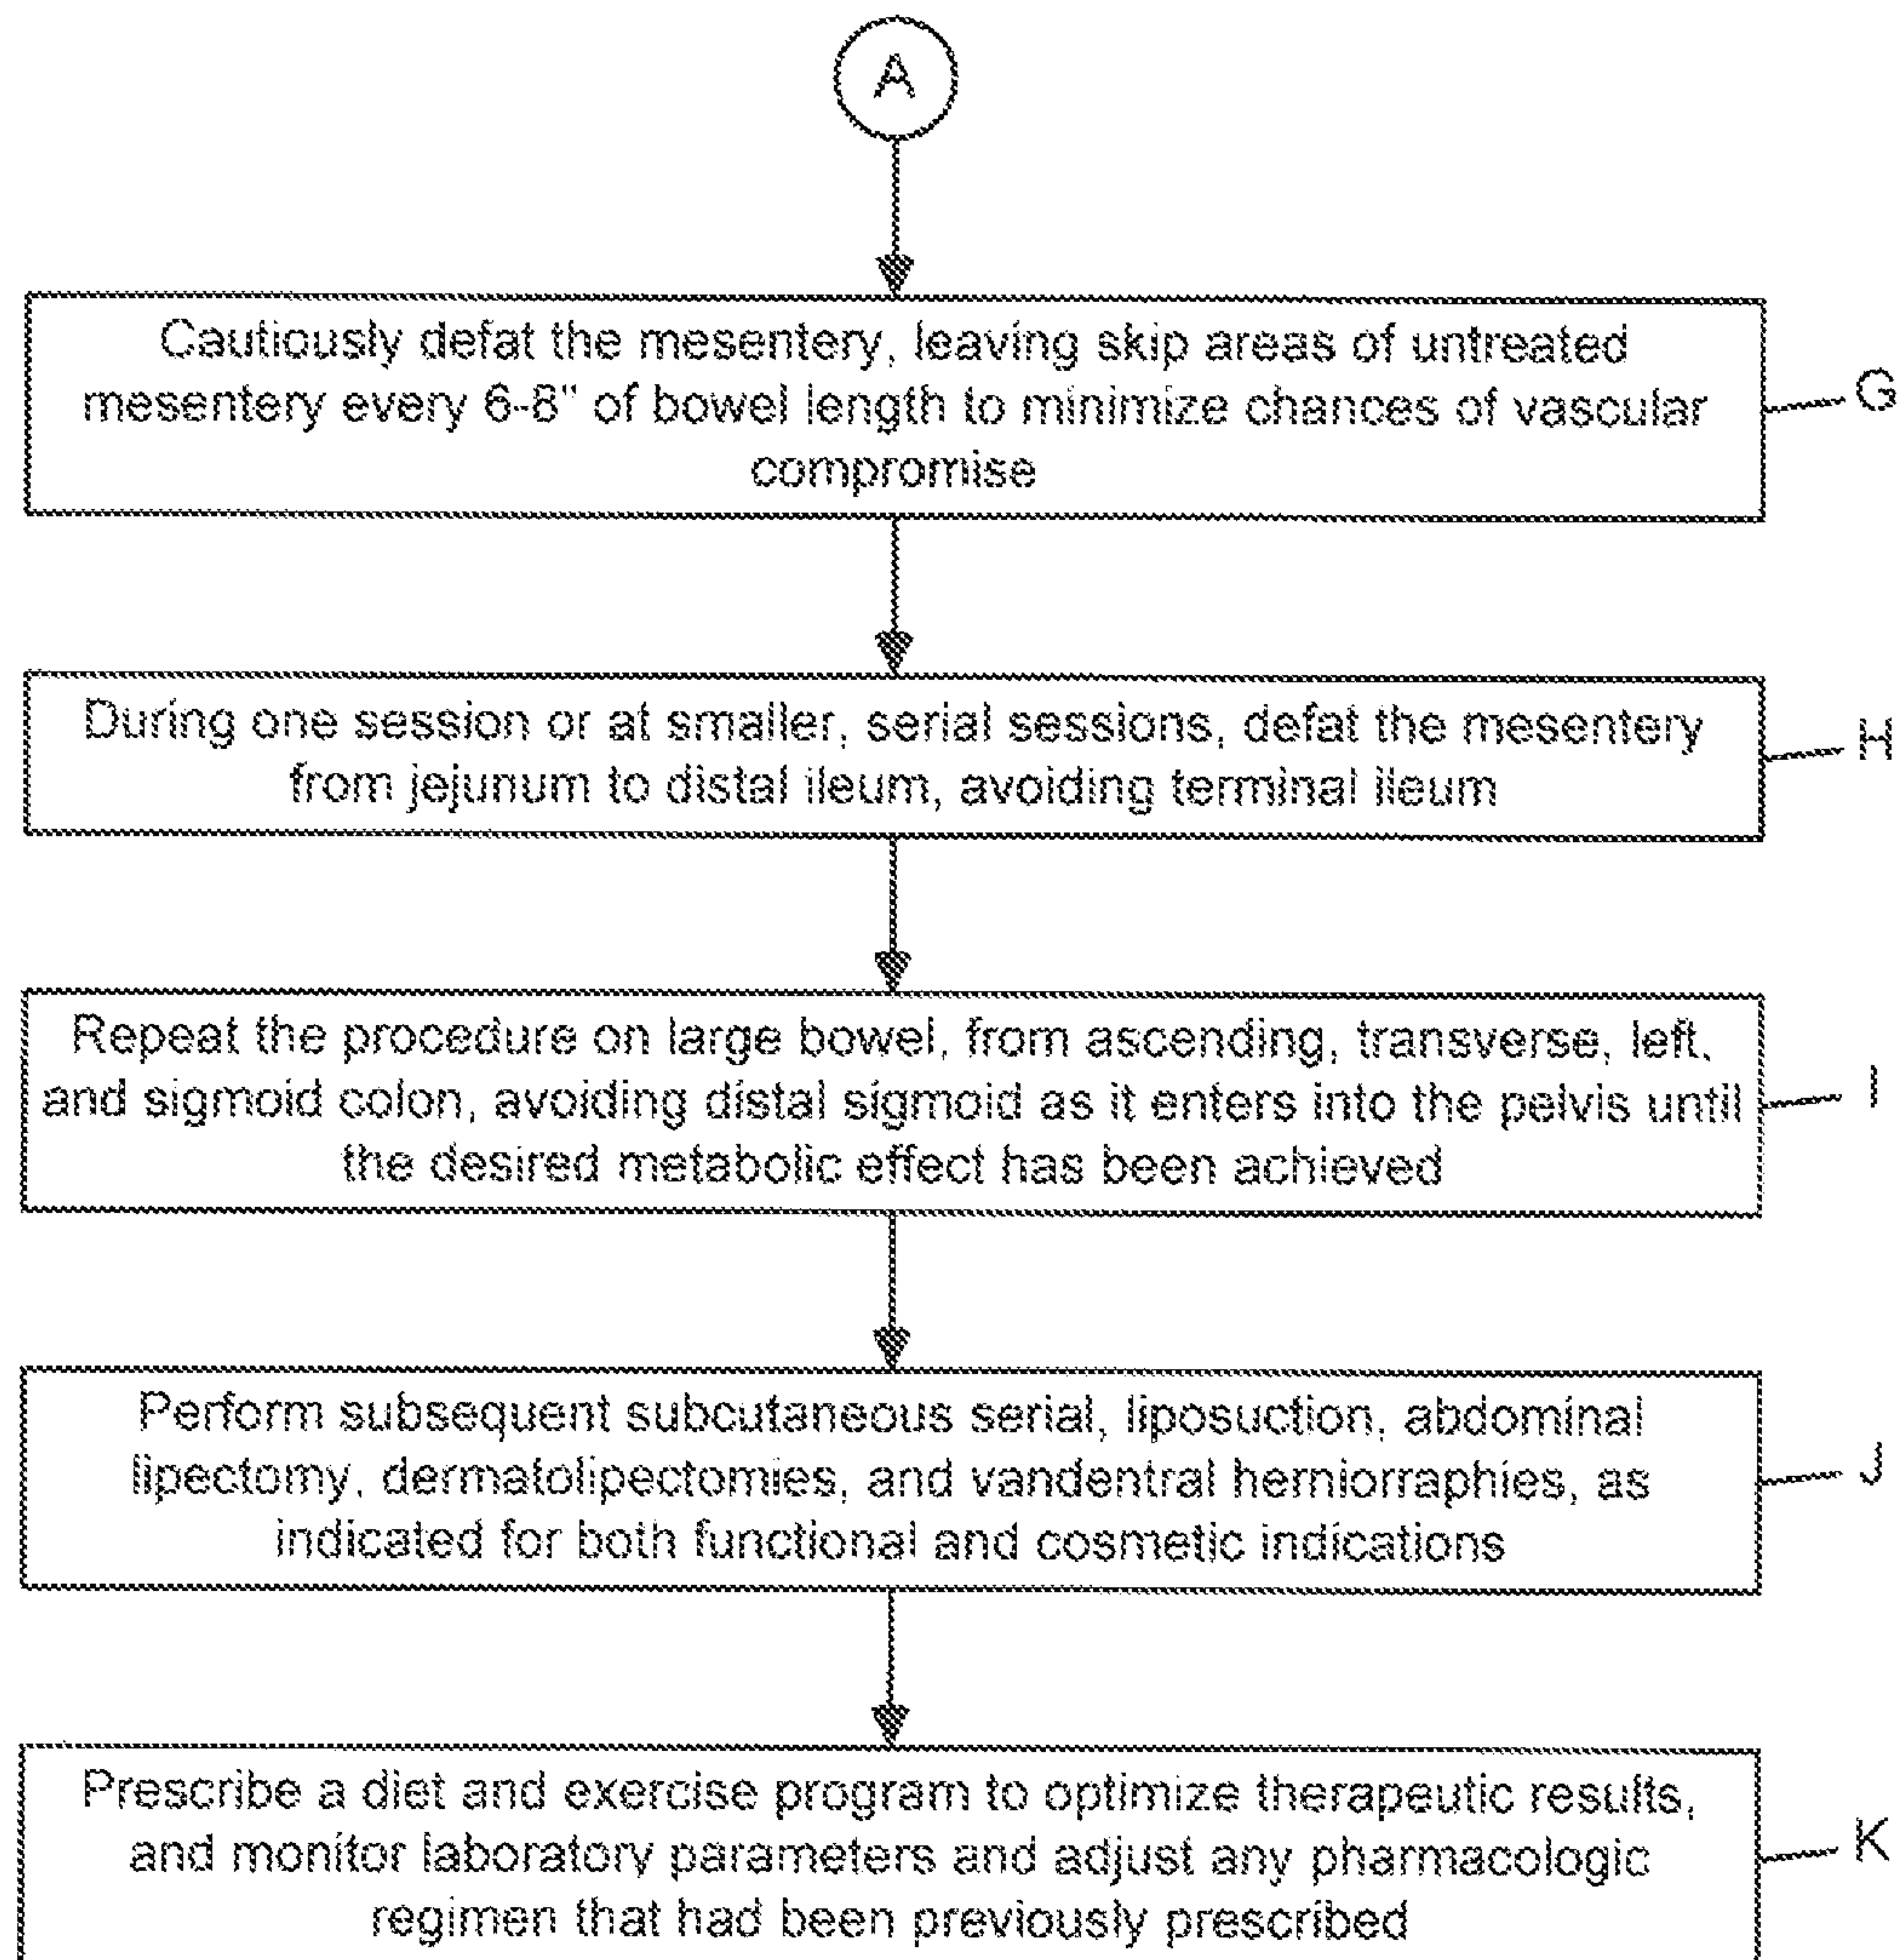 A
Cautiously defat the mesentery, leaving skip areas of untreated
mesentery every 6-8" of bowel length to minimize chances of vascular
compromise
G
During one session or at smaller, serial sessions, defat the mesentery
from jejunum to distal ileum, avoiding terminal ileum
H
Repeat the procedure on large bowel, from ascending, transverse, left,
and sigmoid colon, avoiding distal sigmoid as it enters into the pelvis until
the desired metabolic effect has been achieved
I
Perform subsequent subcutaneous serial, liposuction, abdominal
lipectomy, dermatolipectomies, and vandentral herniorraphies, as
indicated for both functional and cosmetic indications
J
Prescribe a diet and exercise program to optimize therapeutic results,
and monitor laboratory parameters and adjust any pharmacologic
regimen that had been previously prescribed
K